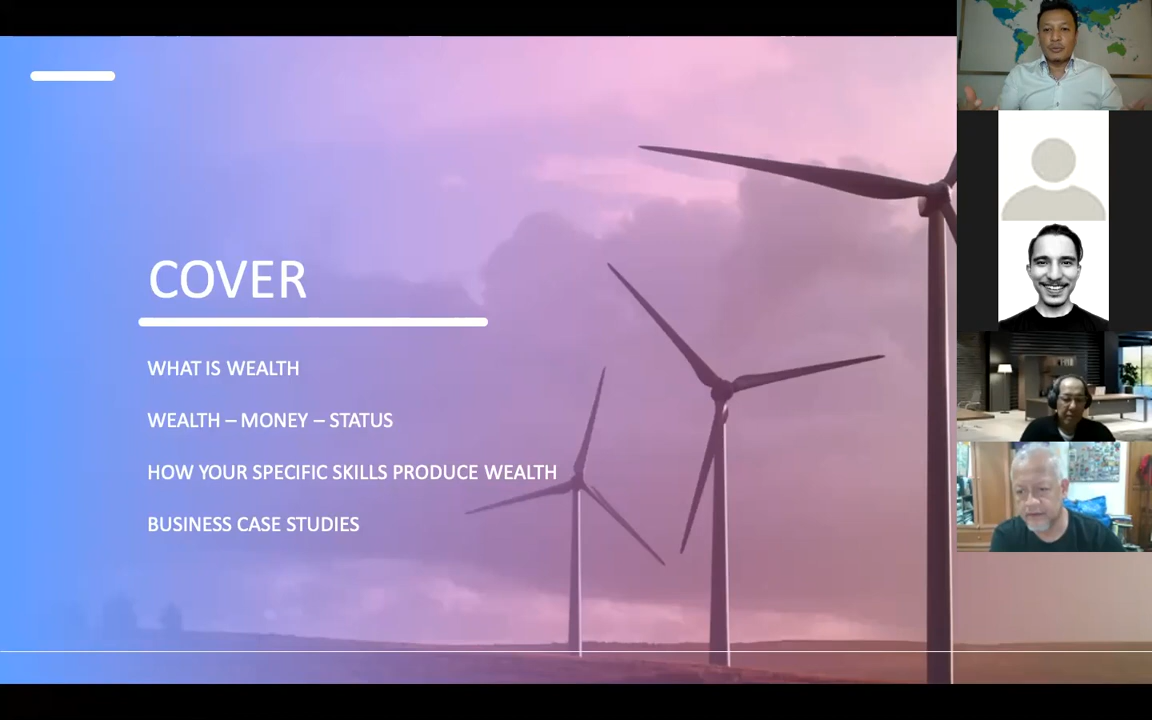 COVER
WHAT IS WEALTH
WEALTH – MONEY – STATUS
HOW YOUR SPECIFIC SKILLS PRODUCE WEALTH
BUSINESS CASE STUDIES